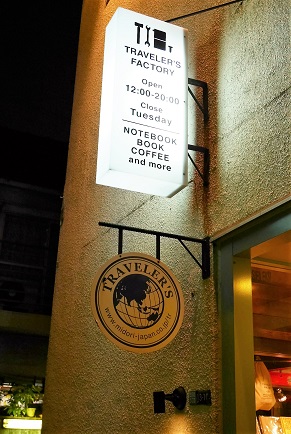 TRAVELER'S
FACTORY
Open
12:00-20:00
Close
Tuesday
NOTEBOOK
BOOK
COFFEE
and more
TRAVELER'S
www.midori-japan.co.jp/tr